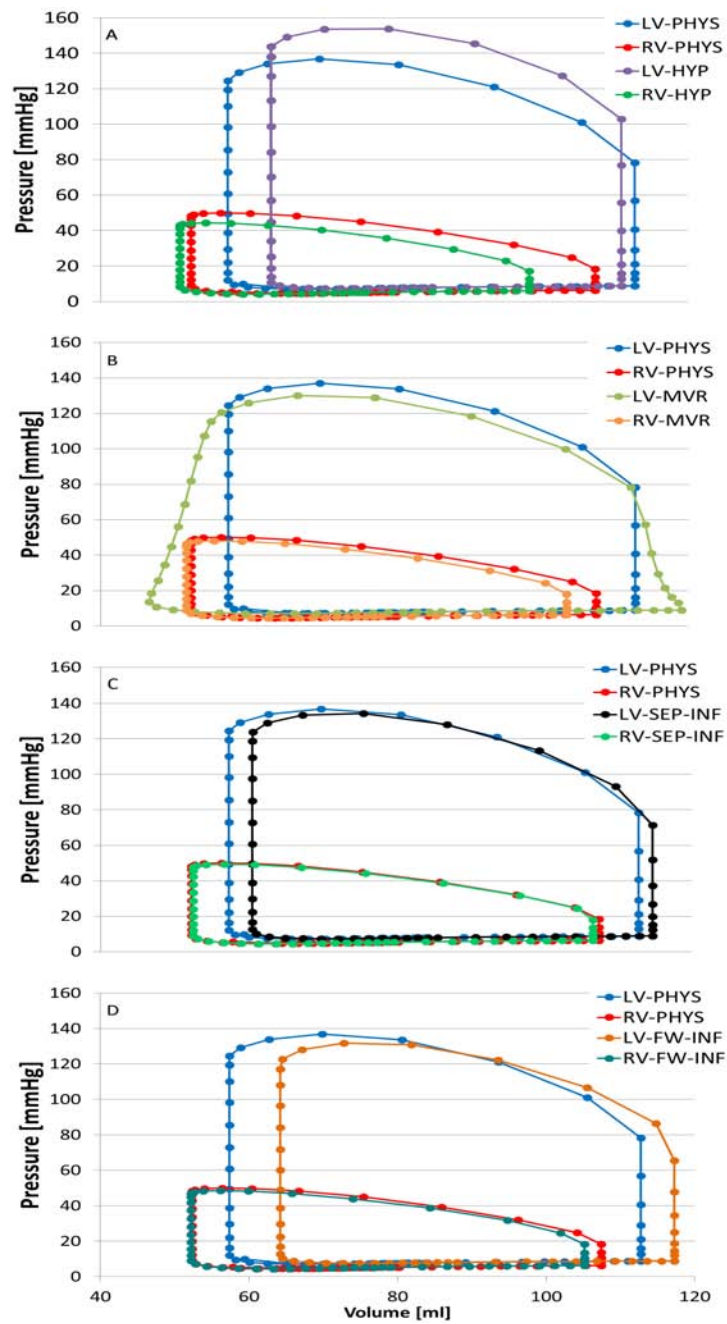 A
LV-PHYS
RV-PHYS
LV-HYP
RV-HYP
Pressure [mmHg]
160
140
120
100
80
60
40
20
0
B
LV-PHYS
RV-PHYS
LV-MVR
RV-MVR
Pressure [mmHg]
160
140
120
100
80
60
40
20
0
C
LV-PHYS
RV-PHYS
LV-SEP-INF
RV-SEP-INF
Pressure [mmHg]
160
140
120
100
80
60
40
20
0
D
LV-PHYS
RV-PHYS
LV-FW-INF
RV-FW-INF
Pressure [mmHg]
160
140
120
100
80
60
40
20
0
40 60 80 100 120
Volume [ml]